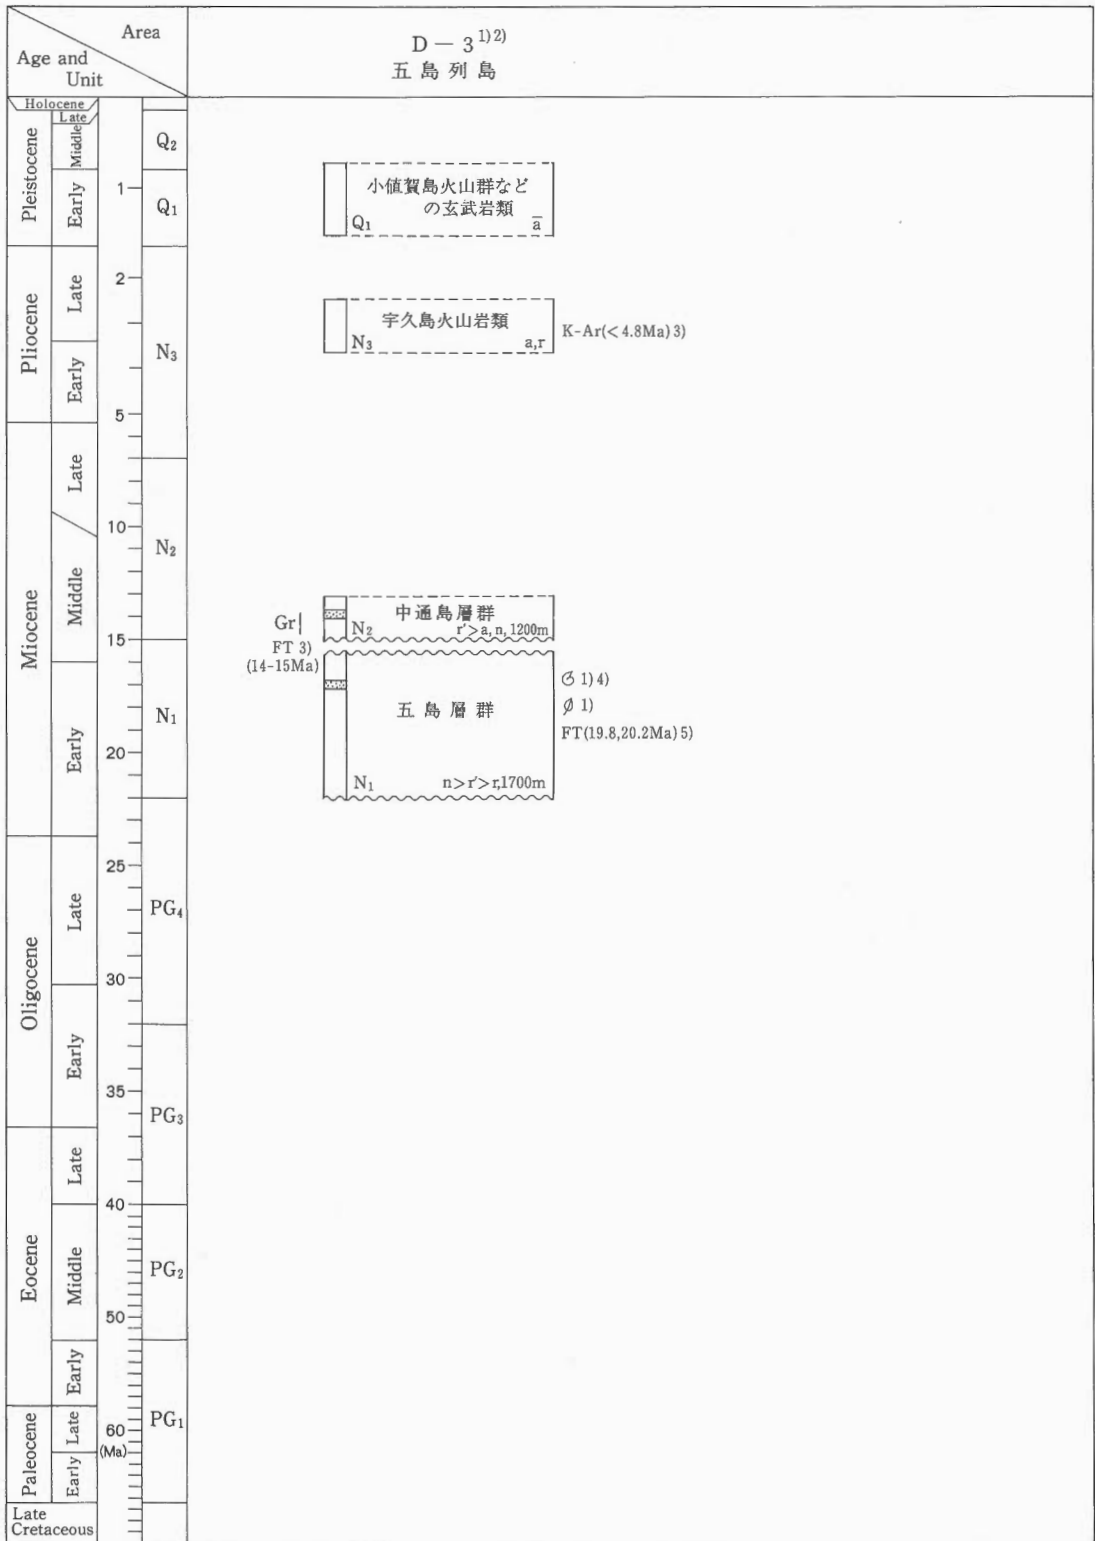 Area
Age and
Unit
D－3 1)2)
五島列島
Holocene
Late
Pleistocene
Middle
Early
Q2
Q1
1
小値賀島火山群など
の玄武岩類
Q1 a̅
Pliocene
Late
Early
2
5
N3
宇久島火山岩類
N3 a,r
K-Ar(<4.8Ma)3)
Miocene
Late
Middle
Early
10
15
20
N2
N1
Gr
FT 3)
(14-15Ma)
中通島層群
N2 r'>a, n, 1200m
五島層群
N1 n>r'>r,1700m
1)4)
1)
FT(19.8,20.2Ma)5)
Oligocene
Late
Early
25
30
35
PG4
PG3
Eocene
Late
Middle
Early
40
50
PG2
Paleocene
Late
Early
60
(Ma)
PG1
Late
Cretaceous